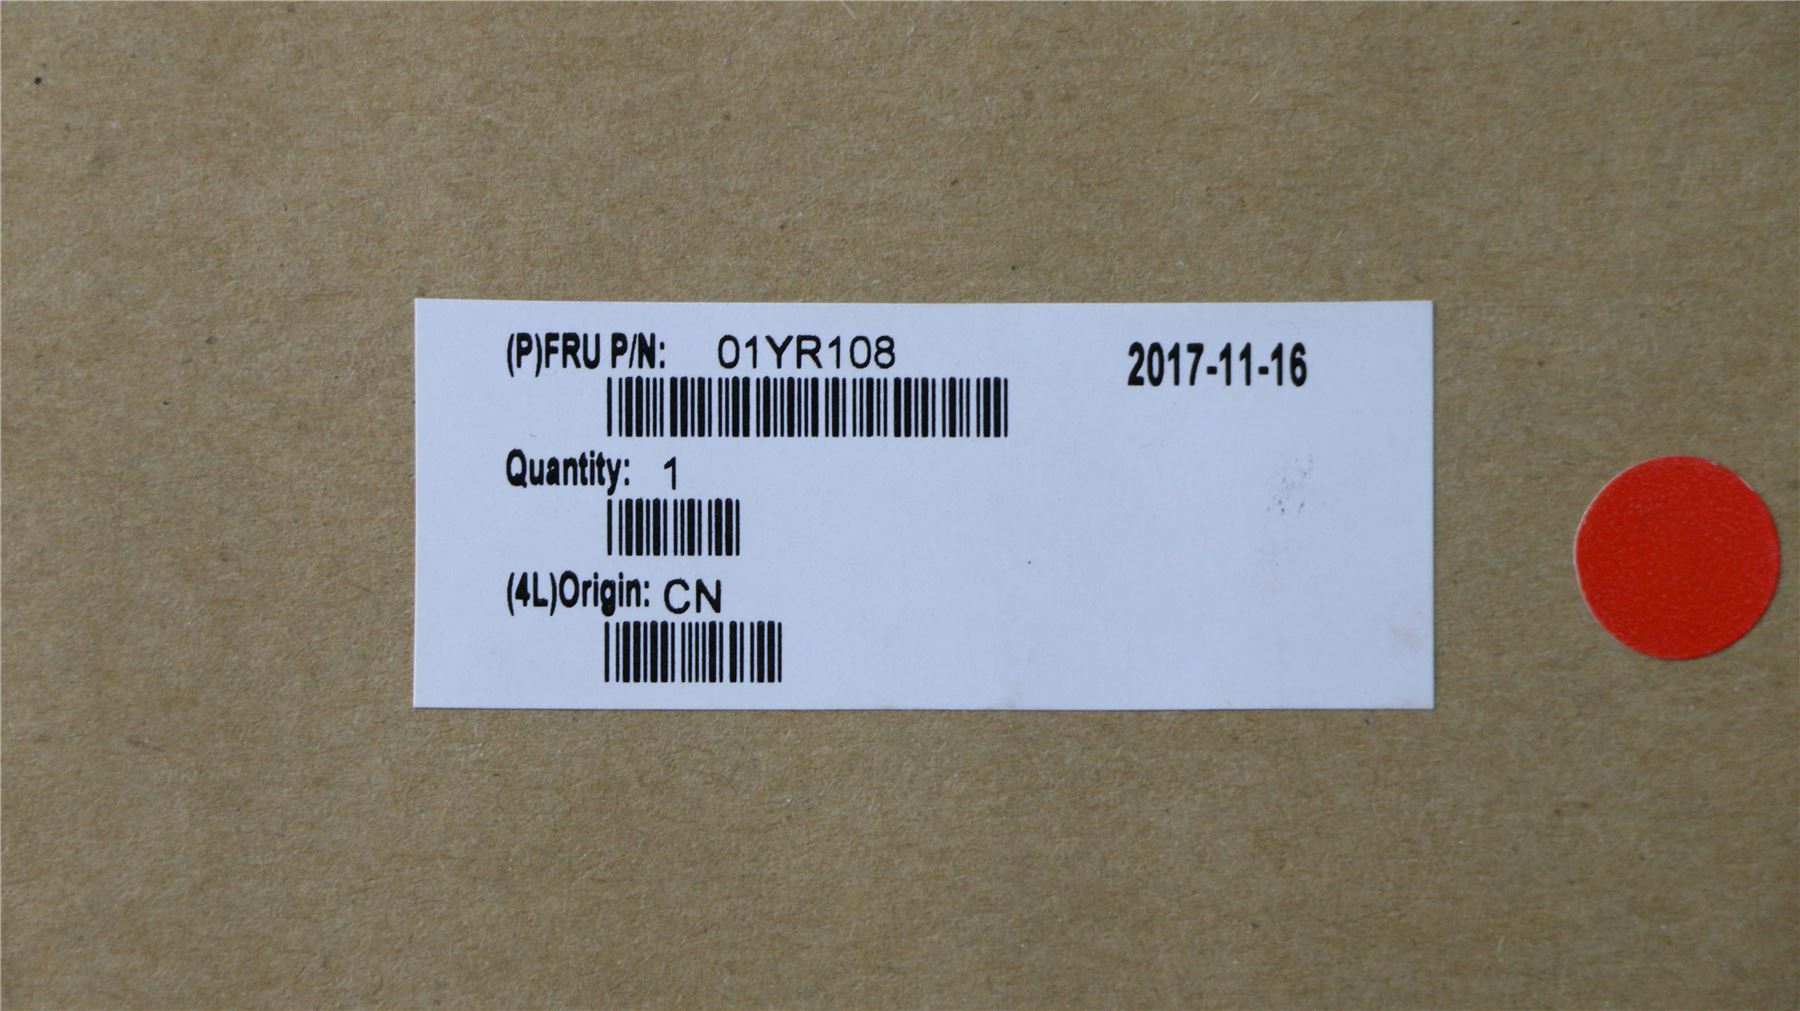 (P)FRU P/N: 01YR108 2017-11-16
Quantity: 1
(4L)Origin: CN